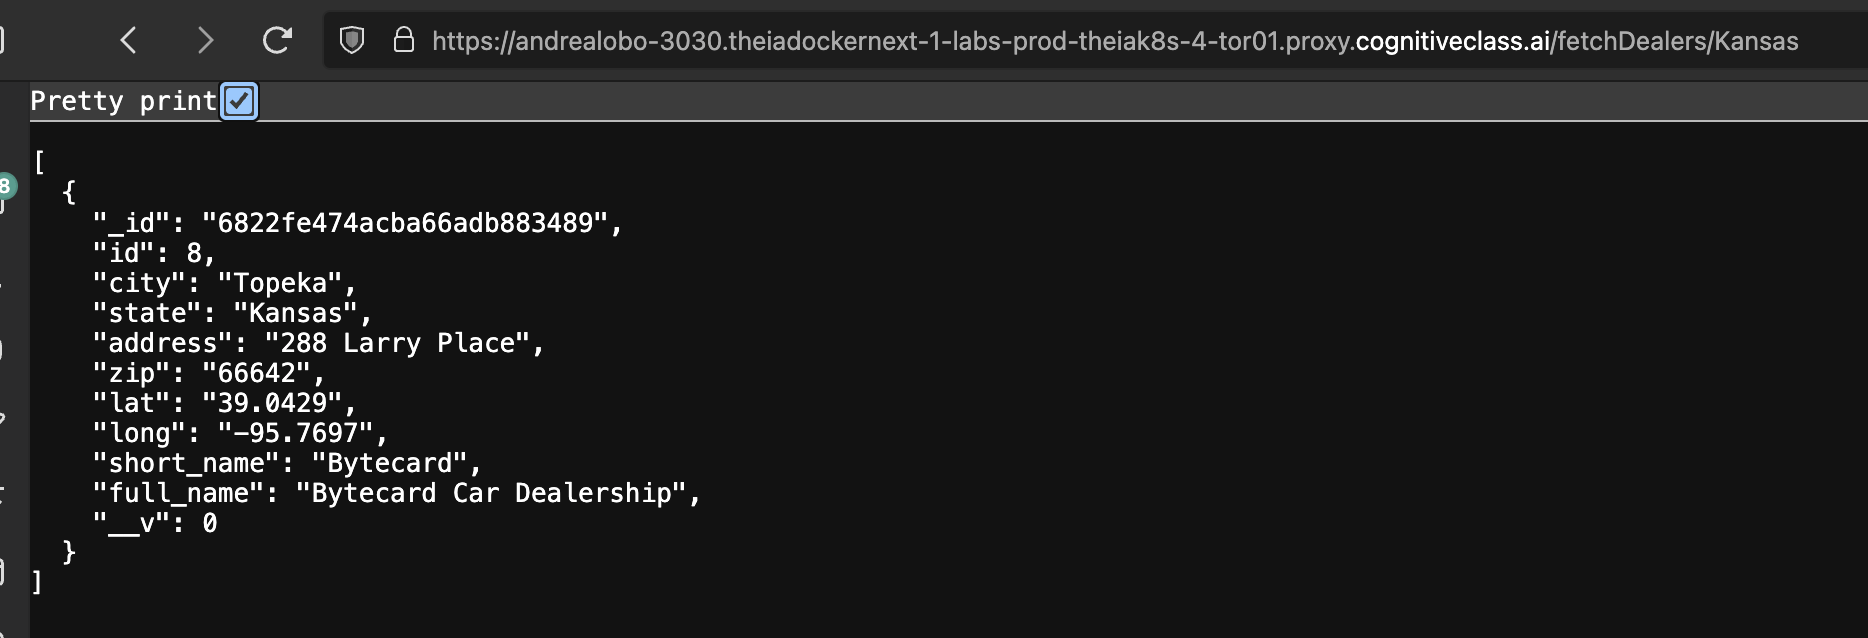 https://andrealobo-3030.theiadockernext-1-labs-prod-theiak8s-4-tor01.proxy.cognitiveclass.ai/fetchDealers/Kansas
Pretty print
[
  {
    "_id": "6822fe474acba66adb883489",
    "id": 8,
    "city": "Topeka",
    "state": "Kansas",
    "address": "288 Larry Place",
    "zip": "66642",
    "lat": "39.0429",
    "long": "-95.7697",
    "short_name": "Bytecard",
    "full_name": "Bytecard Car Dealership",
    "__v": 0
  }
]
8